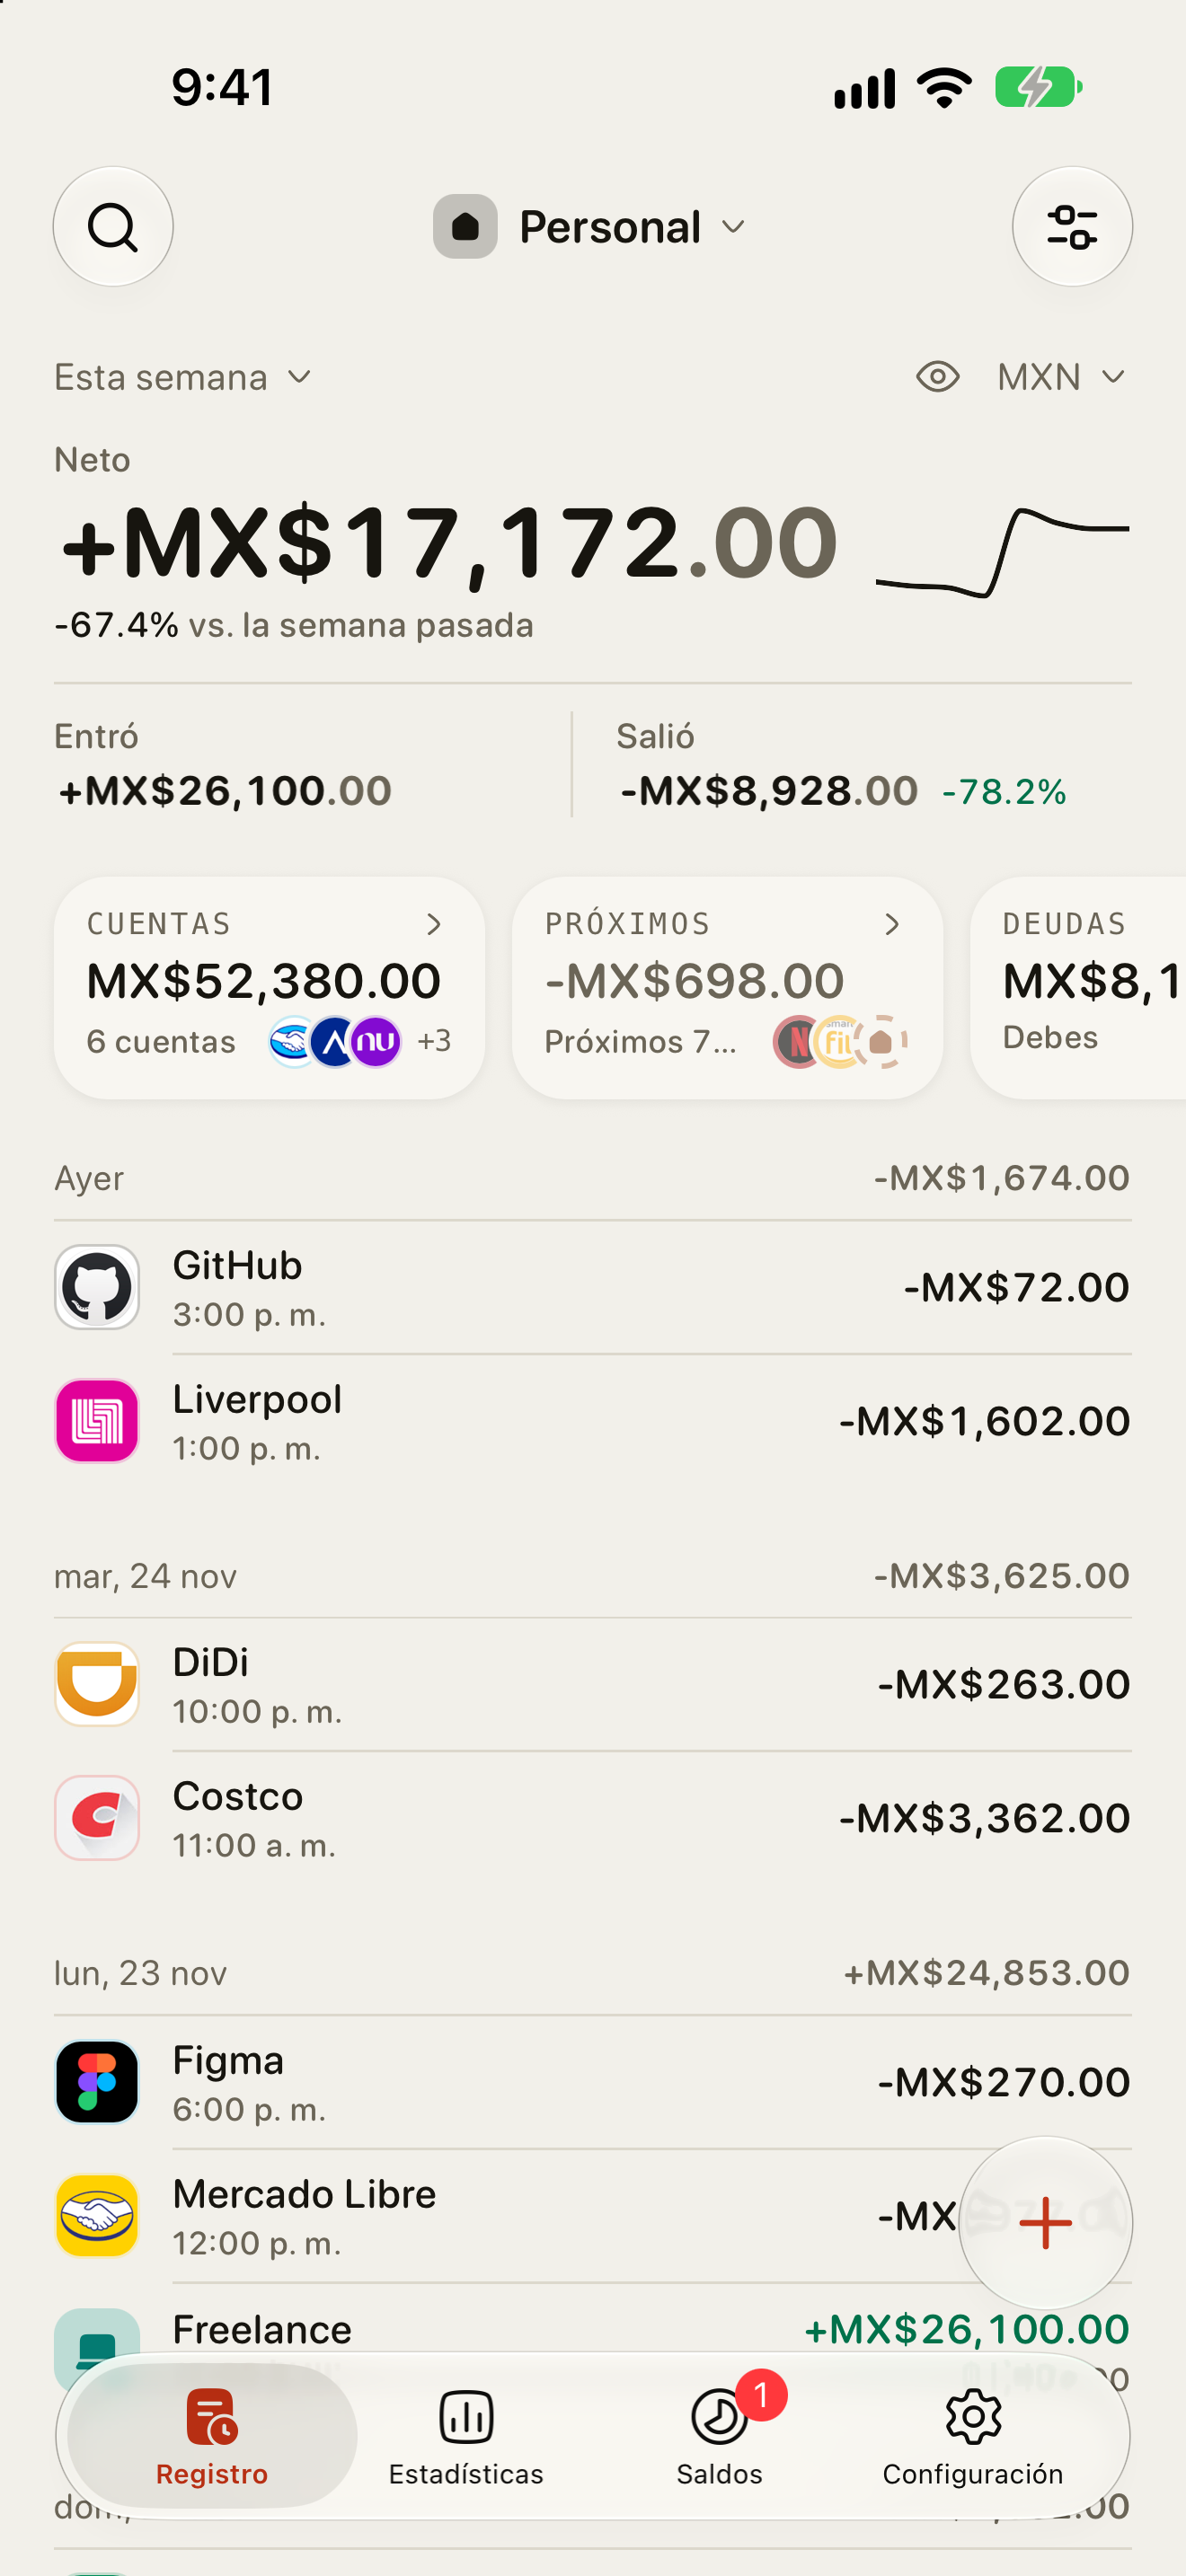 9:41
Personal
Esta semana
MXN
Neto
+MX$17,172.00
-67.4% vs. la semana pasada
Entró
+MX$26,100.00
Salió
-MX$8,928.00 -78.2%
CUENTAS
MX$52,380.00
6 cuentas
nu
+3
PRÓXIMOS
-MX$698.00
Próximos 7...
N
smart
fit
DEUDAS
MX$8,1
Debes
Ayer -MX$1,674.00
GitHub
3:00 p. m.
-MX$72.00
Liverpool
1:00 p. m.
-MX$1,602.00
mar, 24 nov -MX$3,625.00
DiDi
10:00 p. m.
-MX$263.00
Costco
11:00 a. m.
-MX$3,362.00
lun, 23 nov +MX$24,853.00
Figma
6:00 p. m.
-MX$270.00
Mercado Libre
12:00 p. m.
-MX
Freelance
+MX$26,100.00
Registro
Estadísticas
1
Saldos
Configuración